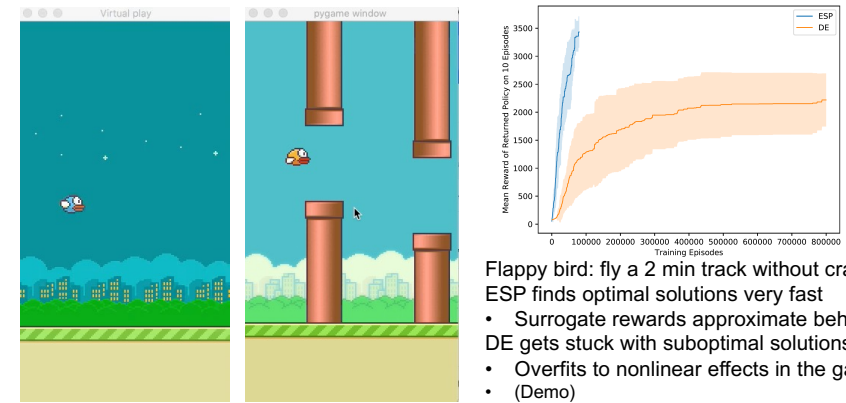 Virtual play
pygame window
ESP
DE
Mean Reward of Returned Policy on 10 Episodes
3500
3000
2500
2000
1500
1000
500
0
0 100000 200000 300000 400000 500000 600000 700000 800000
Training Episodes
Flappy bird: fly a 2 min track without cra
ESP finds optimal solutions very fast
• Surrogate rewards approximate beh
DE gets stuck with suboptimal solutions
• Overfits to nonlinear effects in the ga
• (Demo)